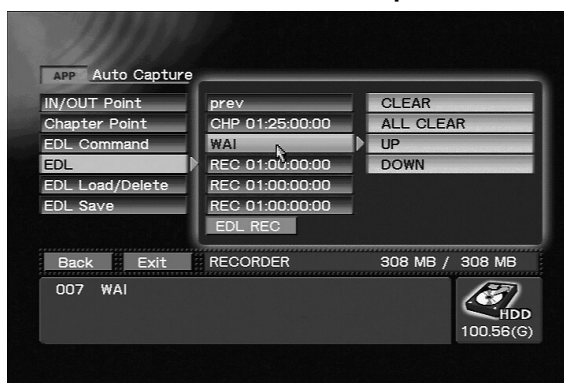 APP Auto Capture
IN/OUT Point
prev
CLEAR
Chapter Point
CHP 01:25:00:00
ALL CLEAR
EDL Command
WAI
UP
EDL
REC 01:00:00:00
DOWN
EDL Load/Delete
REC 01:00:00:00
EDL Save
REC 01:00:00:00
EDL REC
Back
Exit
RECORDER
308 MB / 308 MB
007 WAI
HDD
100.56(G)